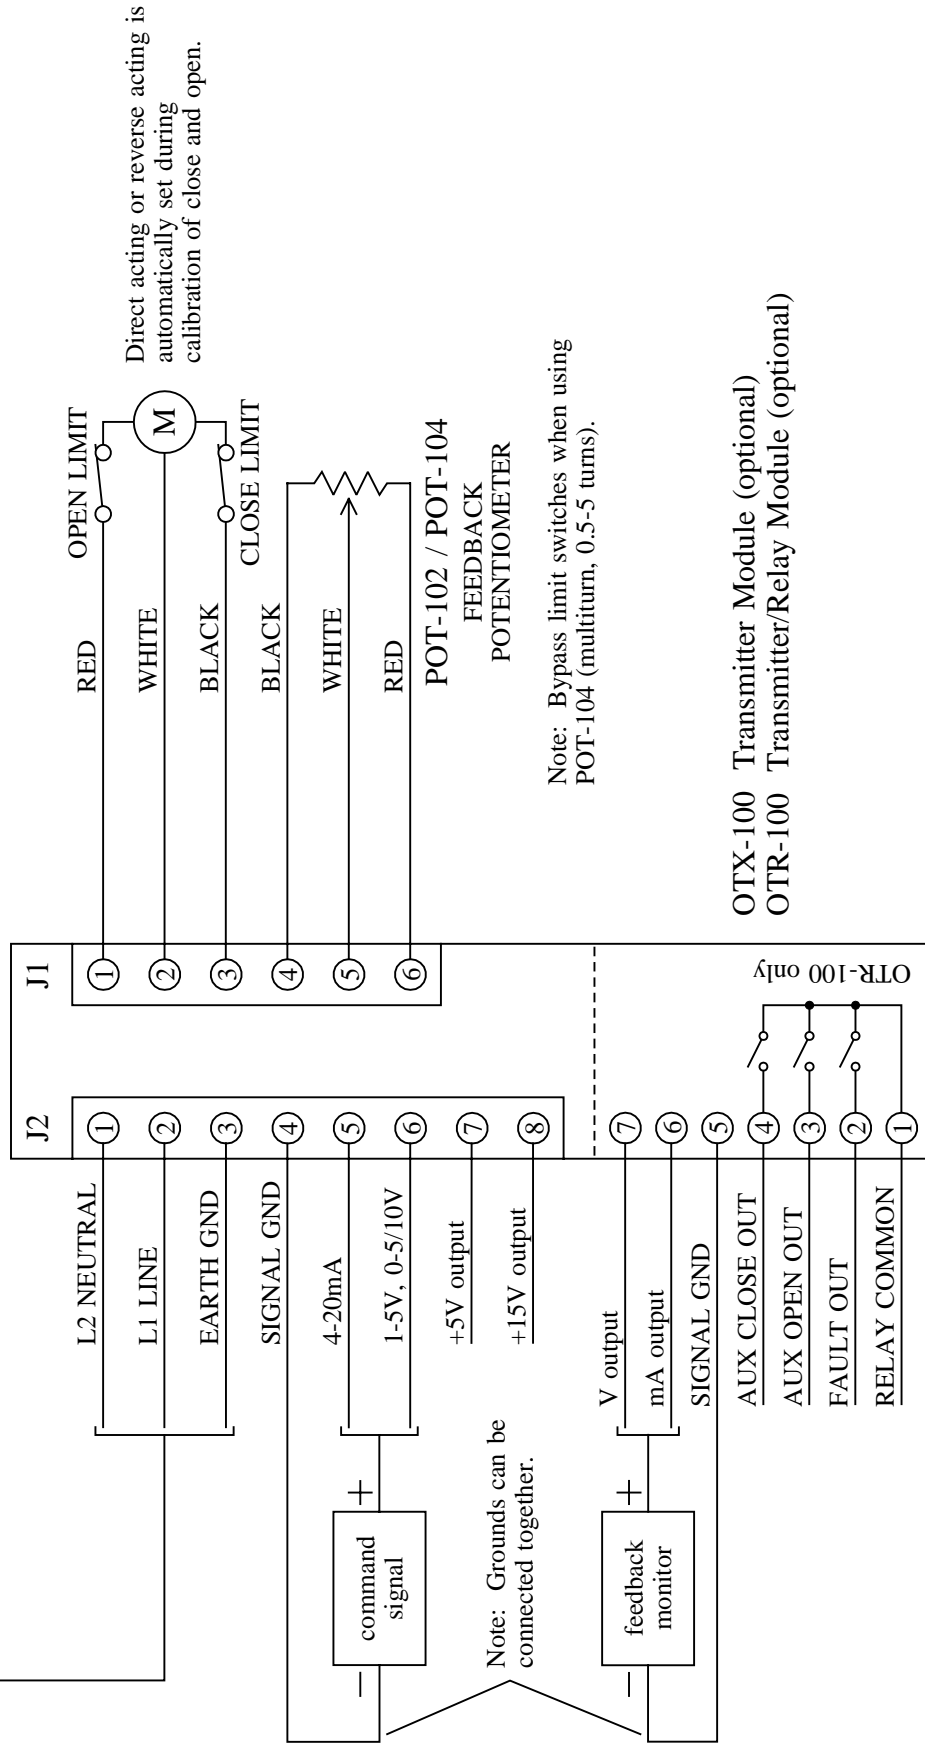 J2
L2 NEUTRAL
1
L1 LINE
2
EARTH GND
3
SIGNAL GND
4
4-20mA
5
1-5V, 0-5/10V
6
+5V output
7
+15V output
8
command
signal
+
−
Note: Grounds can be
connected together.
V output
7
mA output
6
SIGNAL GND
5
AUX CLOSE OUT
4
AUX OPEN OUT
3
FAULT OUT
2
RELAY COMMON
1
feedback
monitor
+
−
OTR-100 only
J1
1
RED
OPEN LIMIT
2
WHITE
M
3
BLACK
CLOSE LIMIT
4
BLACK
5
WHITE
6
RED
POT-102 / POT-104
FEEDBACK
POTENTIOMETER
Direct acting or reverse acting is
automatically set during
calibration of close and open.
Note: Bypass limit switches when using
POT-104 (multiturn, 0.5-5 turns).
OTX-100 Transmitter Module (optional)
OTR-100 Transmitter/Relay Module (optional)